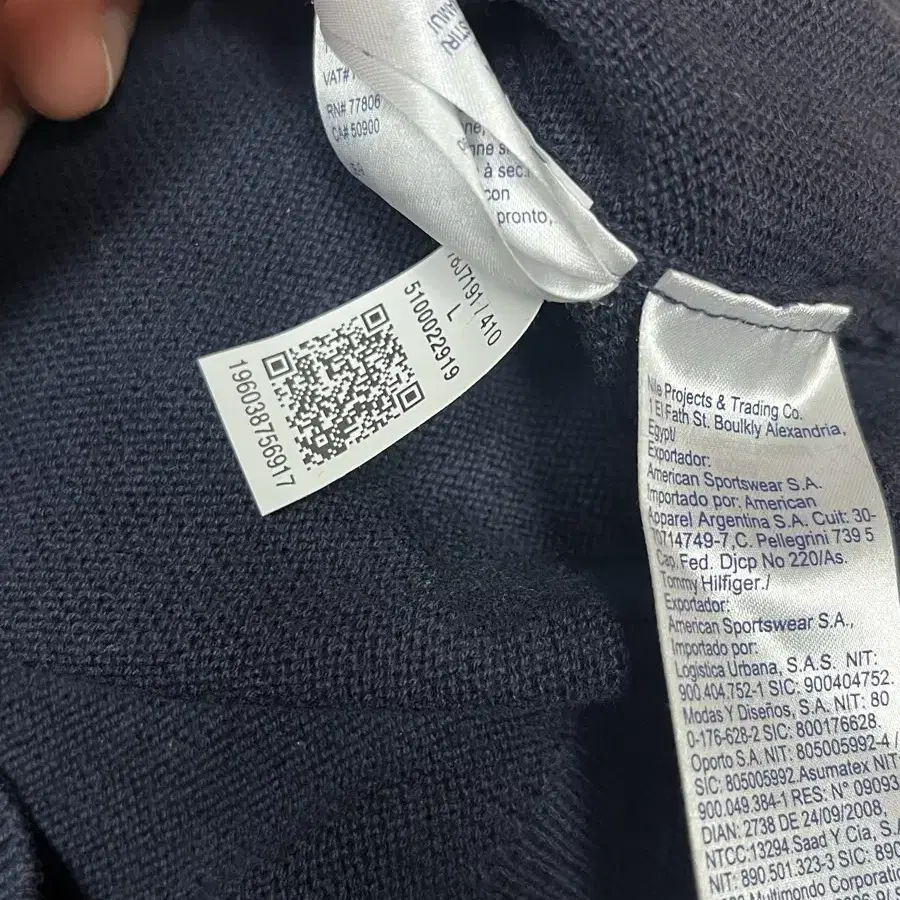 VAT#
RN# 77806
CA# 50900
à sec.
con
pronto,
78J7191 / 410
L
5100022919
196038756917
Nile Projects & Trading Co.
1 El Fath St. Boulkly Alexandria,
Egypt/
Exportador:
American Sportswear S.A.
Importado por: American
Apparel Argentina S.A. Cuit: 30-
70714749-7,C. Pellegrini 739 5
Cap.Fed. Djcp No 220/As.
Tommy Hilfiger./
Exportador:
American Sportswear S.A.,
Importado por:
Logistica Urbana, S.A.S. NIT:
900.404.752-1 SIC: 900404752.
Modas Y Diseños, S.A. NIT: 80
0-176-628-2 SIC: 800176628.
Oporto S.A. NIT: 805005992-4 /
SIC: 805005992.Asumatex NIT
900.049.384-1 RES: N° 09093
DIAN: 2738 DE 24/09/2008,
NTCC:13294.Saad Y Cia, S.A
NIT: 890.501.323-3 SIC: 890
Multimondo Corporatio